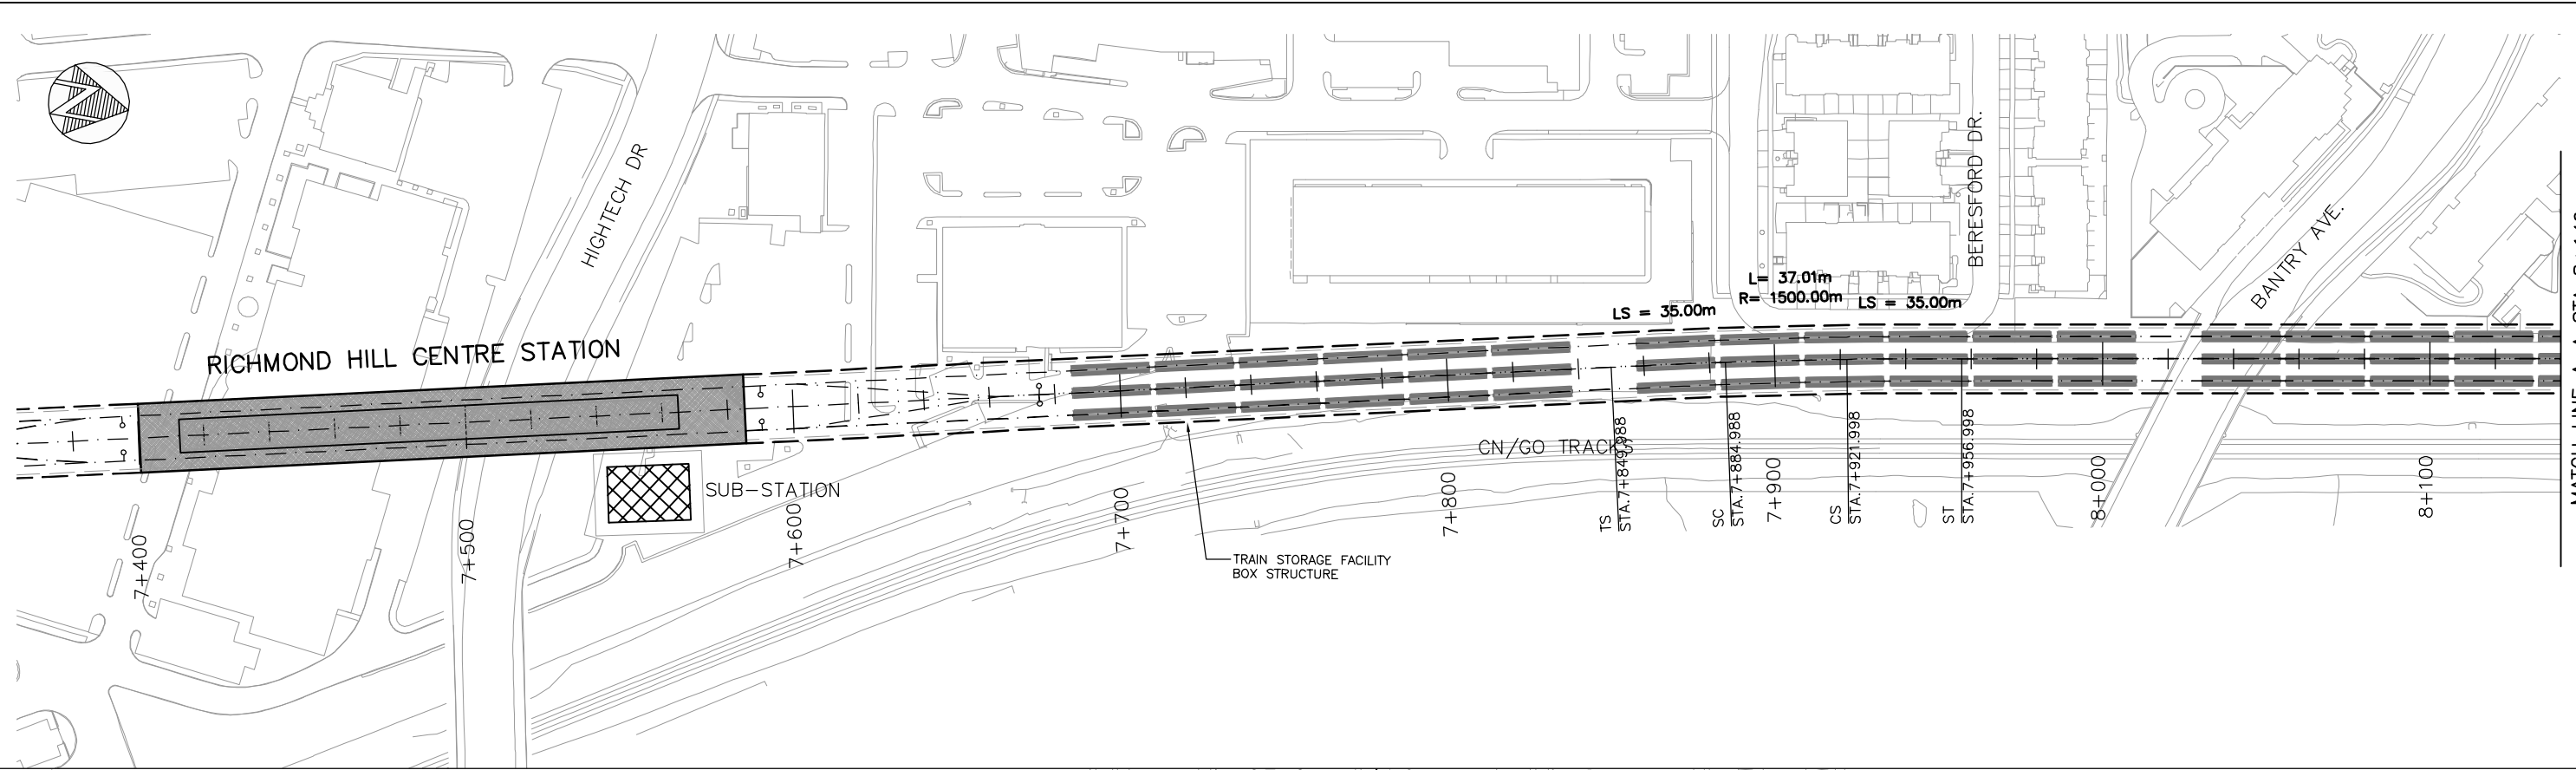 HIGHTECH DR
BERESFORD DR.
BANTRY AVE.
L= 37.01m
R= 1500.00m
LS = 35.00m
LS = 35.00m
RICHMOND HILL CENTRE STATION
CN/GO TRACKS
SUB-STATION
7+400
7+500
7+600
7+700
7+800
TS
STA.7+849.988
SC
STA.7+884.988
7+900
CS
STA.7+921.998
ST
STA.7+956.998
8+000
8+100
TRAIN STORAGE FACILITY
BOX STRUCTURE